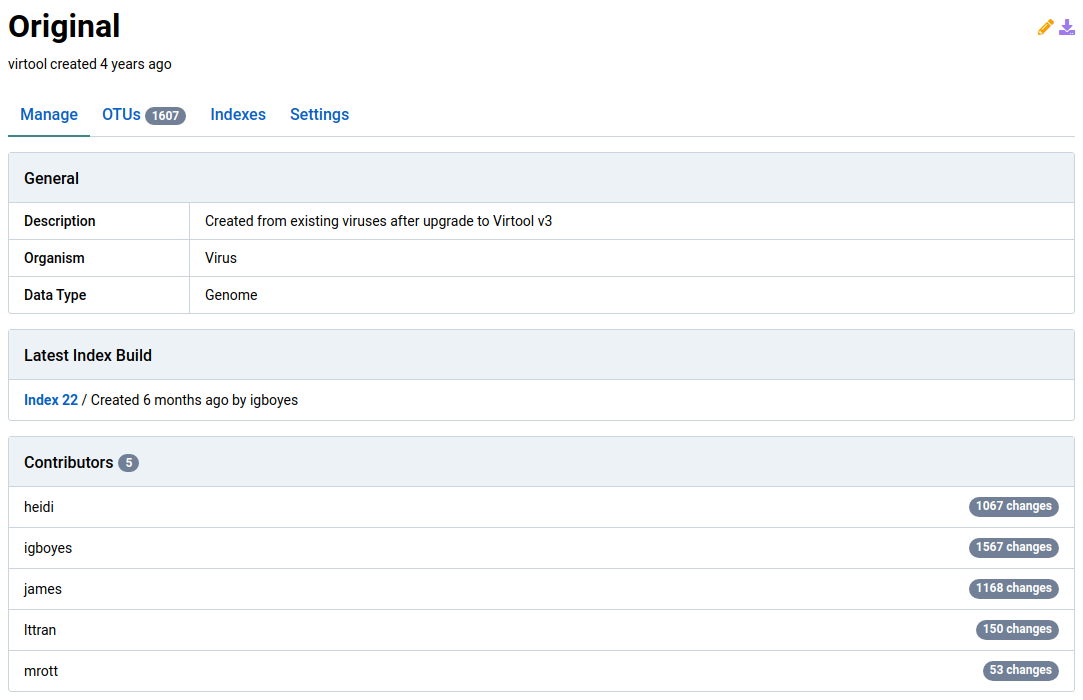 Original
virtool created 4 years ago
Manage OTUs 1607 Indexes Settings
General
Description Created from existing viruses after upgrade to Virtool v3
Organism Virus
Data Type Genome
Latest Index Build
Index 22 / Created 6 months ago by igboyes
Contributors 5
heidi 1067 changes
igboyes 1567 changes
james 1168 changes
lttran 150 changes
mrott 53 changes